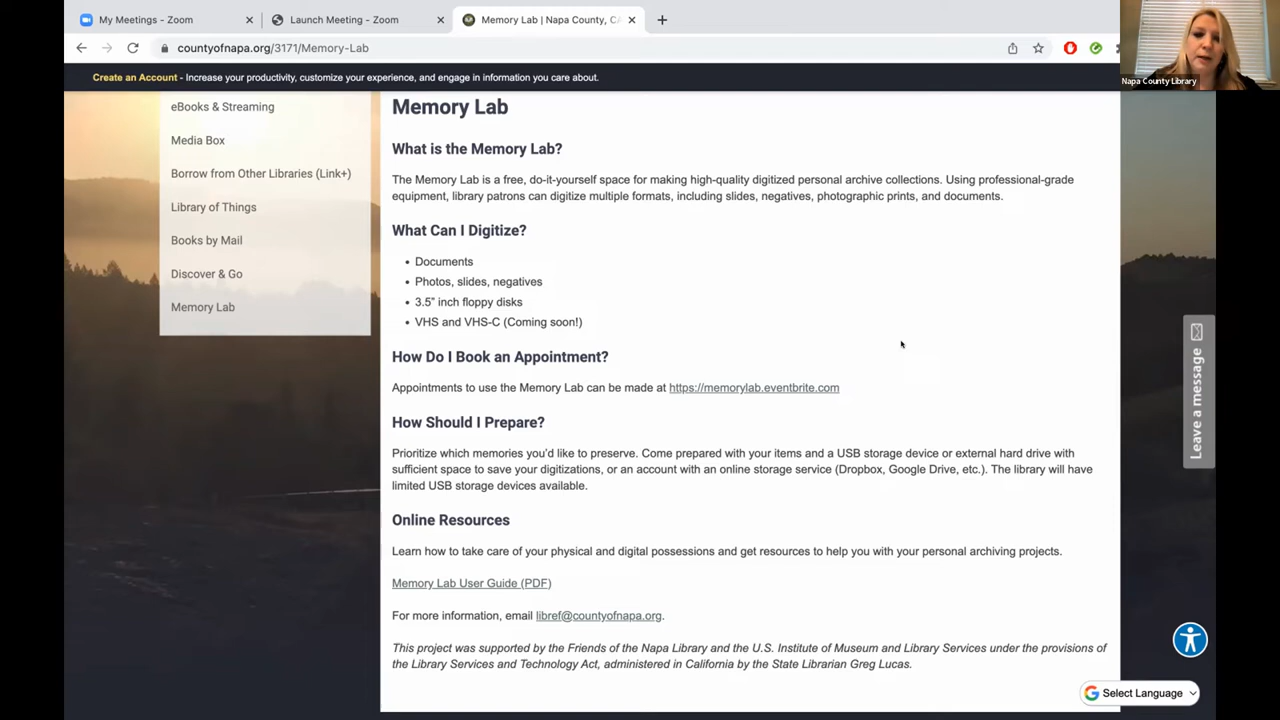 My Meetings - Zoom
Launch Meeting - Zoom
Memory Lab | Napa County, CA
countyofnapa.org/3171/Memory-Lab
Napa County Library
Create an Account - Increase your productivity, customize your experience, and engage in information you care about.
eBooks & Streaming
Media Box
Borrow from Other Libraries (Link+)
Library of Things
Books by Mail
Discover & Go
Memory Lab
Memory Lab
What is the Memory Lab?
The Memory Lab is a free, do-it-yourself space for making high-quality digitized personal archive collections. Using professional-grade
equipment, library patrons can digitize multiple formats, including slides, negatives, photographic prints, and documents.
What Can I Digitize?
• Documents
• Photos, slides, negatives
• 3.5” inch floppy disks
• VHS and VHS-C (Coming soon!)
How Do I Book an Appointment?
Appointments to use the Memory Lab can be made at https://memorylab.eventbrite.com
How Should I Prepare?
Prioritize which memories you’d like to preserve. Come prepared with your items and a USB storage device or external hard drive with
sufficient space to save your digitizations, or an account with an online storage service (Dropbox, Google Drive, etc.). The library will have
limited USB storage devices available.
Online Resources
Learn how to take care of your physical and digital possessions and get resources to help you with your personal archiving projects.
Memory Lab User Guide (PDF)
For more information, email libref@countyofnapa.org.
This project was supported by the Friends of the Napa Library and the U.S. Institute of Museum and Library Services under the provisions of
the Library Services and Technology Act, administered in California by the State Librarian Greg Lucas.
Leave a message
G Select Language